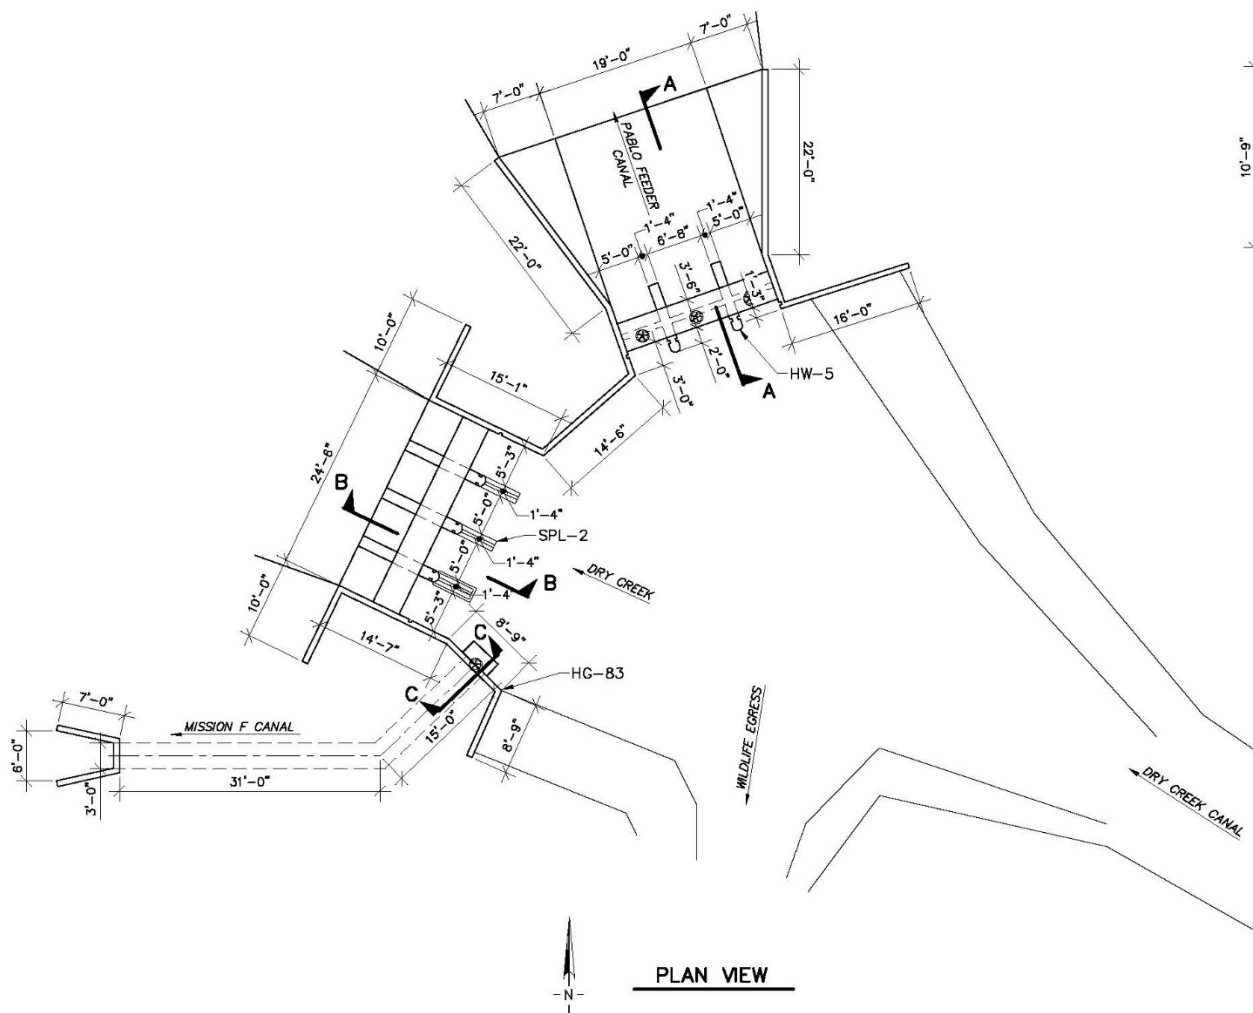 7'-0"
19'-0"
7'-0"
A
10'-9"
PABLO FEEDER
CANAL
22'-0"
22'-0"
1'-4"
1'-4"
5'-0"
6'-8"
5'-0"
3'-6"
1'-3"
16'-0"
2'-0"
HW-5
A
3'-0"
10'-0"
15'-1"
14'-6"
24'-6"
5'-3"
B
5'-0"
1'-4"
SPL-2
5'-0"
1'-4"
B
DRY CREEK
1'-4"
5'-3"
10'-0"
14'-7"
8'-9"
C
HG-83
C
7'-0"
MISSION F CANAL
15'-0"
8'-9"
WILDLIFE EGRESS
6'-0"
3'-0"
31'-0"
DRY CREEK CANAL
-N-
PLAN VIEW